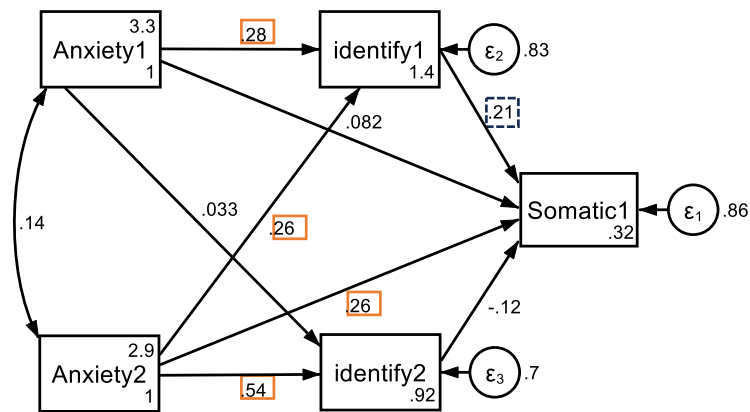 3.3
Anxiety1
1
.28
identify1
1.4
ε2
.83
.082
.21
.033
.14
.26
Somatic1
.32
ε1
.86
.26
-.12
2.9
Anxiety2
1
.54
identify2
.92
ε3
.7